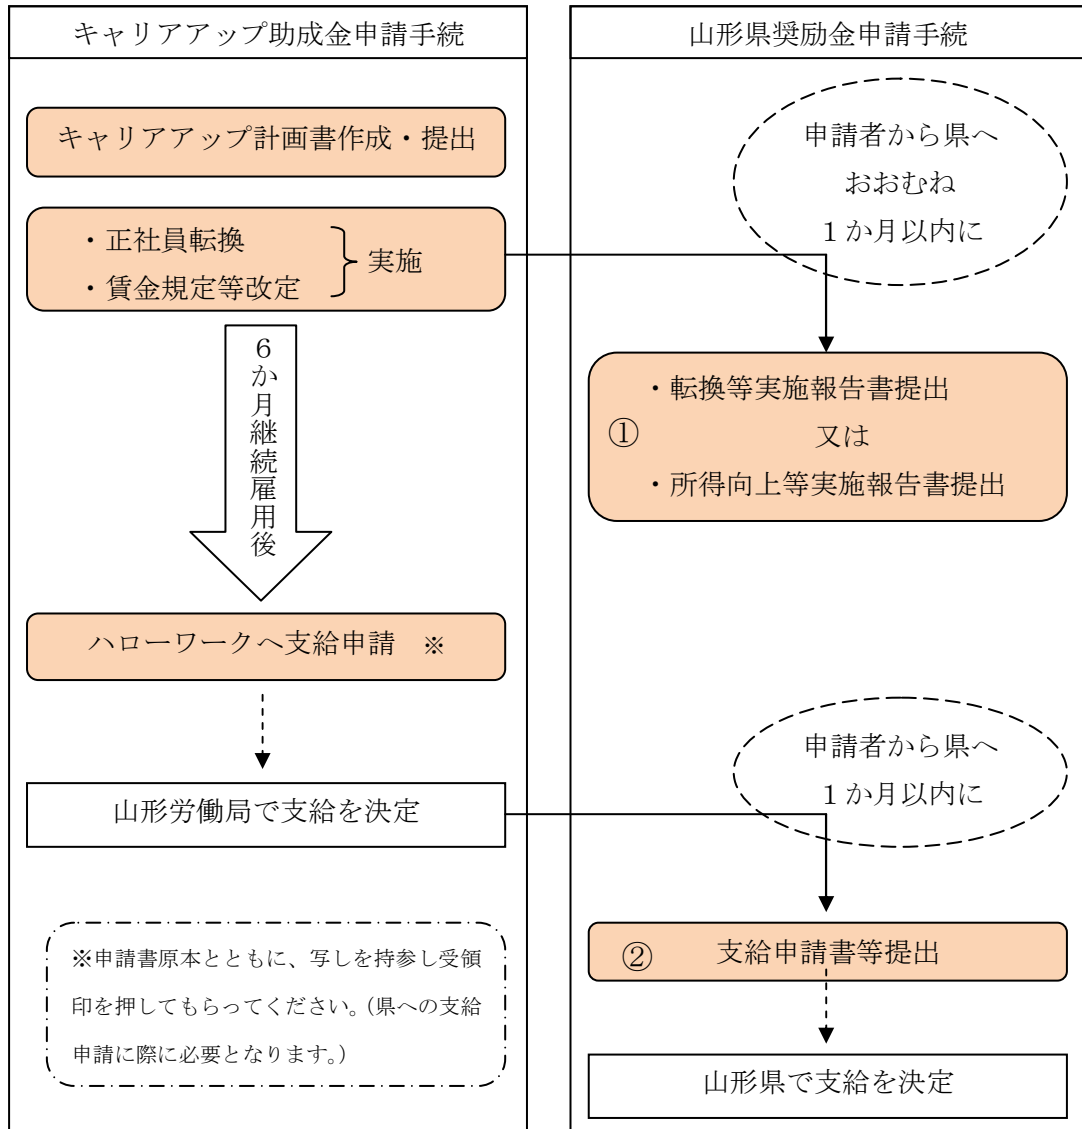 キャリアアップ助成金申請手続
キャリアアップ計画書作成・提出
・正社員転換
・賃金規定等改定
実施
6か月継続雇用後
ハローワークへ支給申請　※
山形労働局で支給を決定
※申請書原本とともに、写しを持参し受領
印を押してもらってください。（県への支給
申請に際に必要となります。）
山形県奨励金申請手続
申請者から県へ
おおむね
１か月以内に
・転換等実施報告書提出
①　又は
・所得向上等実施報告書提出
申請者から県へ
１か月以内に
②　支給申請書等提出
山形県で支給を決定